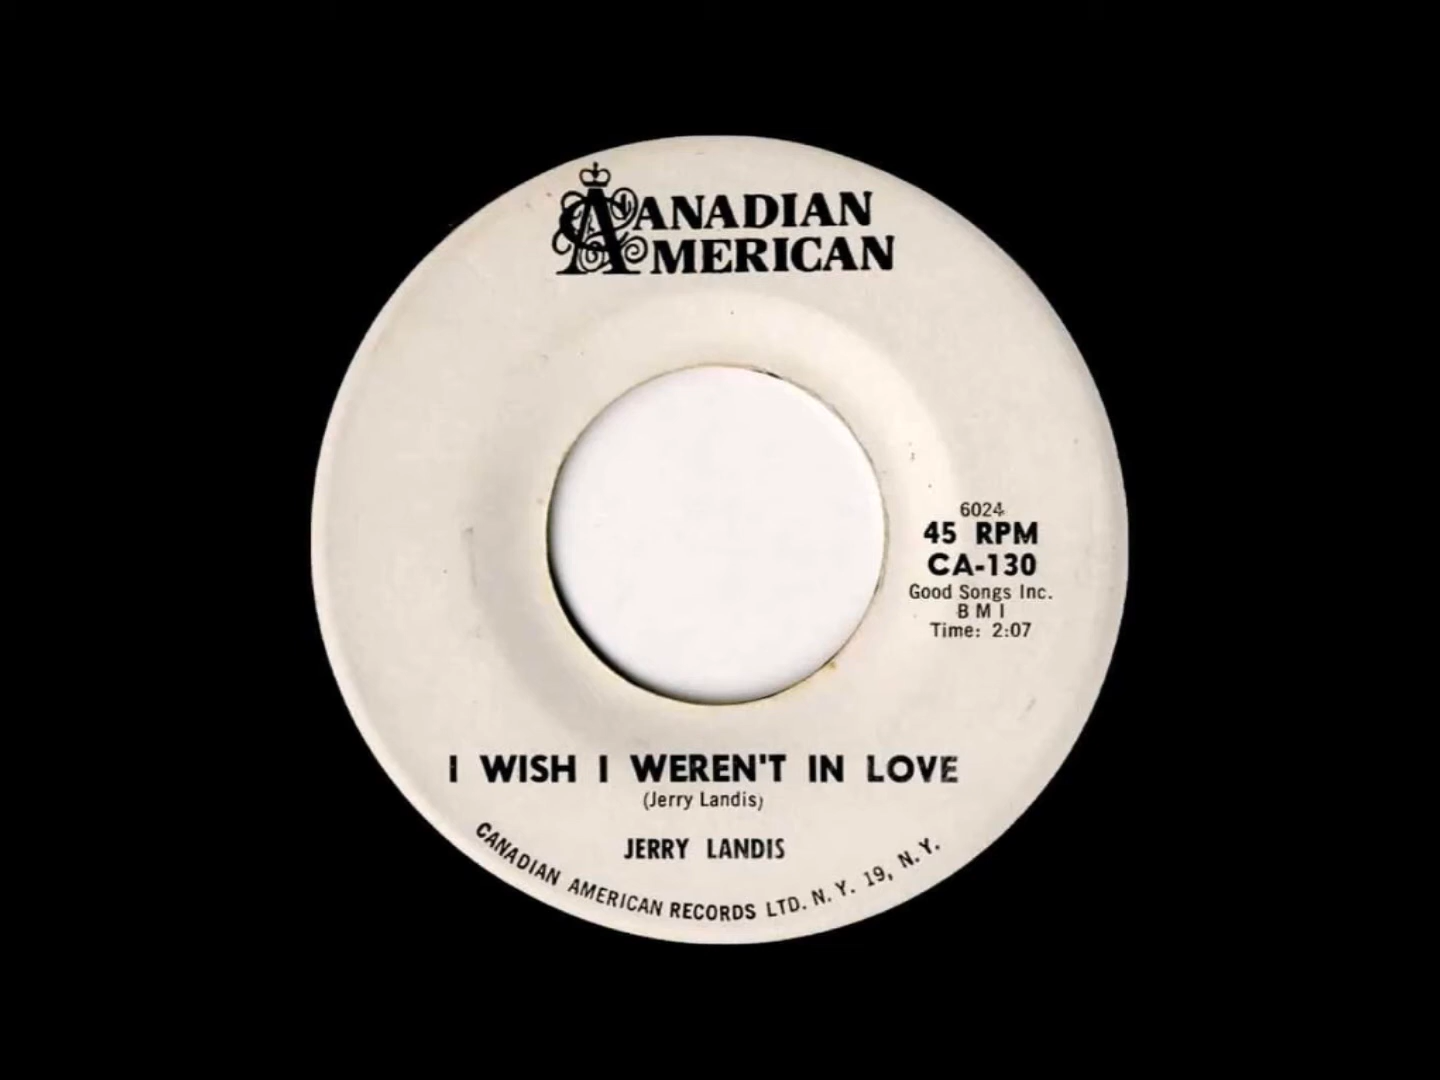 CANADIAN
AMERICAN
6024
45 RPM
CA-130
Good Songs Inc.
B M I
Time: 2:07
I WISH I WEREN'T IN LOVE
(Jerry Landis)
JERRY LANDIS
CANADIAN AMERICAN RECORDS LTD. N. Y. 19, N. Y.